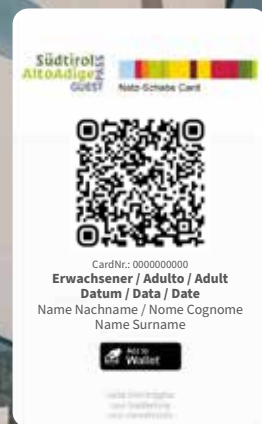 Südtirol
AltoAdige
GUEST PASS
Natz-Schabs Card
CardNr.: 0000000000
Erwachsener / Adulto / Adult
Datum / Data / Date
Name Nachname / Nome Cognome
Name Surname
Add to
Wallet